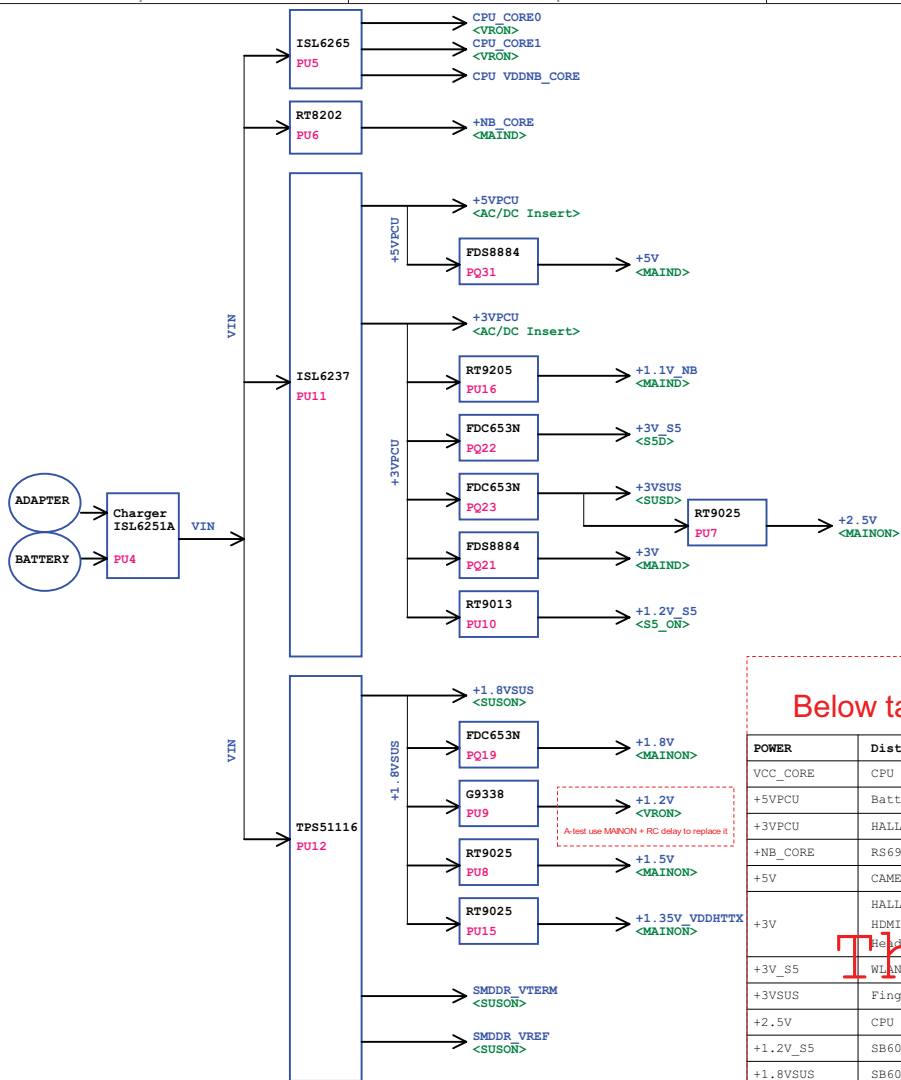 CPU_CORE0
<VRON>
ISL6265
PU5
CPU_CORE1
<VRON>
CPU VDDNB_CORE
RT8202
PU6
+NB_CORE
<MAIND>
+5VPCU
<AC/DC Insert>
+5VPCU
FDS8884
PQ31
+5V
<MAIND>
VIN
+3VPCU
<AC/DC Insert>
ISL6237
PU11
RT9205
PU16
+1.1V_NB
<MAIND>
+3VPCU
FDC653N
PQ22
+3V_S5
<S5D>
FDC653N
PQ23
+3VSUS
<SUSD>
RT9025
PU7
+2.5V
<MAINON>
ADAPTER
BATTERY
Charger
ISL6251A
PU4
VIN
FDS8884
PQ21
+3V
<MAIND>
RT9013
PU10
+1.2V_S5
<S5_ON>
VIN
TPS51116
PU12
+1.8VSUS
<SUSON>
+1.8VSUS
FDC653N
PQ19
+1.8V
<MAINON>
G9338
PU9
+1.2V
<VRON>
A-test use MAINON + RC delay to replace it
RT9025
PU8
+1.5V
<MAINON>
RT9025
PU15
+1.35V_VDDHTTX
<MAINON>
SMDDR_VTERM
<SUSON>
SMDDR_VREF
<SUSON>
Below ta
POWER Dist
VCC_CORE CPU
+5VPCU Batt
+3VPCU HALL
+NB_CORE RS69
+5V CAME
+3V HALL
HDMI
Head
Th
+3V_S5 WLAN
+3VSUS Fing
+2.5V CPU
+1.2V_S5 SB60
+1.8VSUS SB60